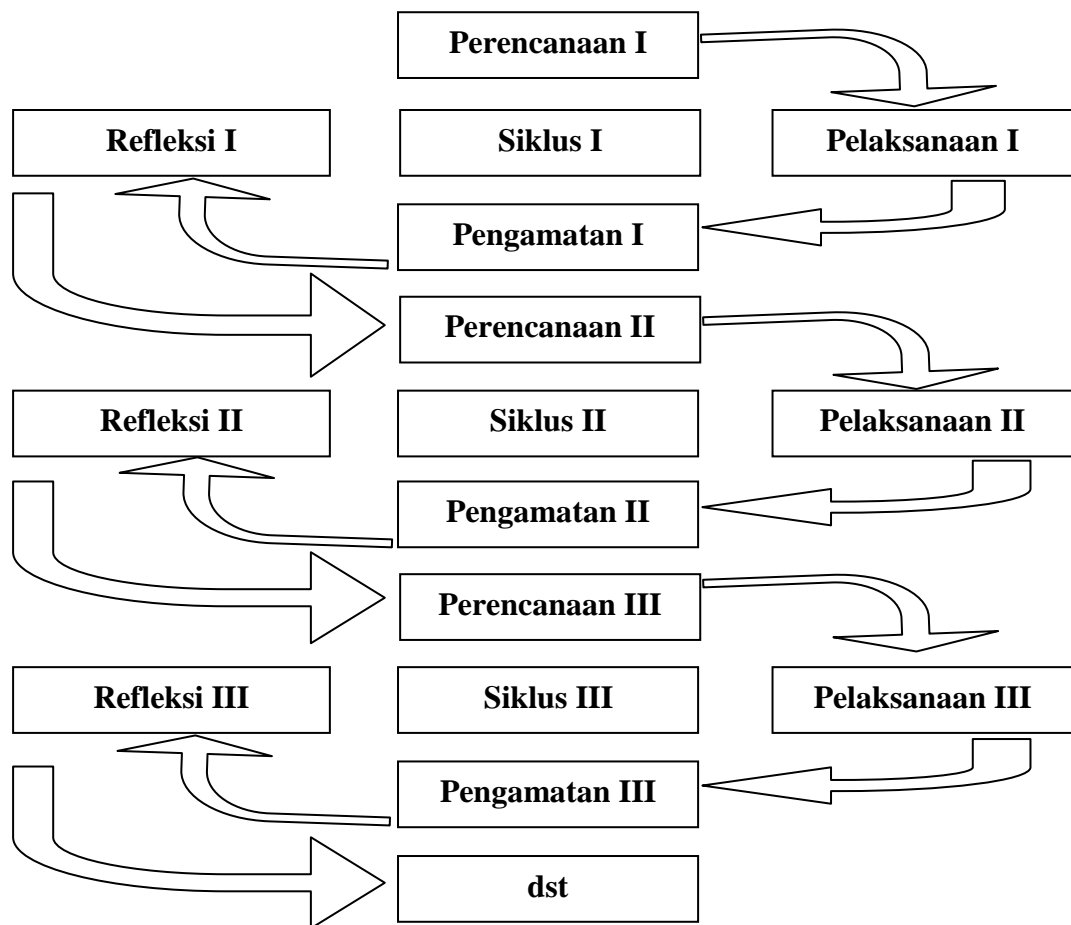 Perencanaan I
Refleksi I
Siklus I
Pelaksanaan I
Pengamatan I
Perencanaan II
Refleksi II
Siklus II
Pelaksanaan II
Pengamatan II
Perencanaan III
Refleksi III
Siklus III
Pelaksanaan III
Pengamatan III
dst